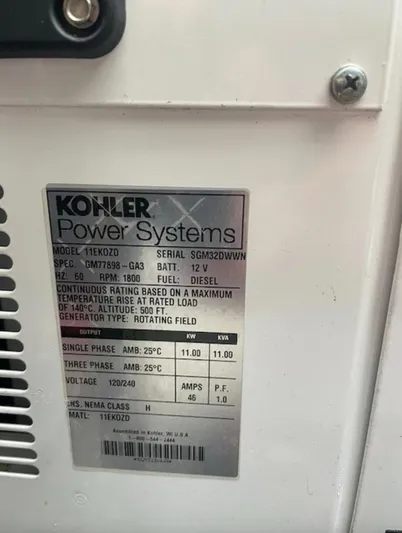 KOHLER
Power Systems
MODEL 11EKOZD SERIAL SGM32DWWN
SPEC. GM77898-GA3 BATT. 12 V
HZ: 60 RPM: 1800 FUEL: DIESEL
CONTINUOUS RATING BASED ON A MAXIMUM
TEMPERATURE RISE AT RATED LOAD
OF 140°C. ALTITUDE: 500 FT.
GENERATOR TYPE: ROTATING FIELD
OUTPUT KW KVA
SINGLE PHASE AMB: 25°C 11.00 11.00
THREE PHASE AMB: 25°C
VOLTAGE 120/240 AMPS P.F.
46 1.0
INS. NEMA CLASS H
MATL: 11EKOZD
Assembled in Kohler, WI U.S.A.